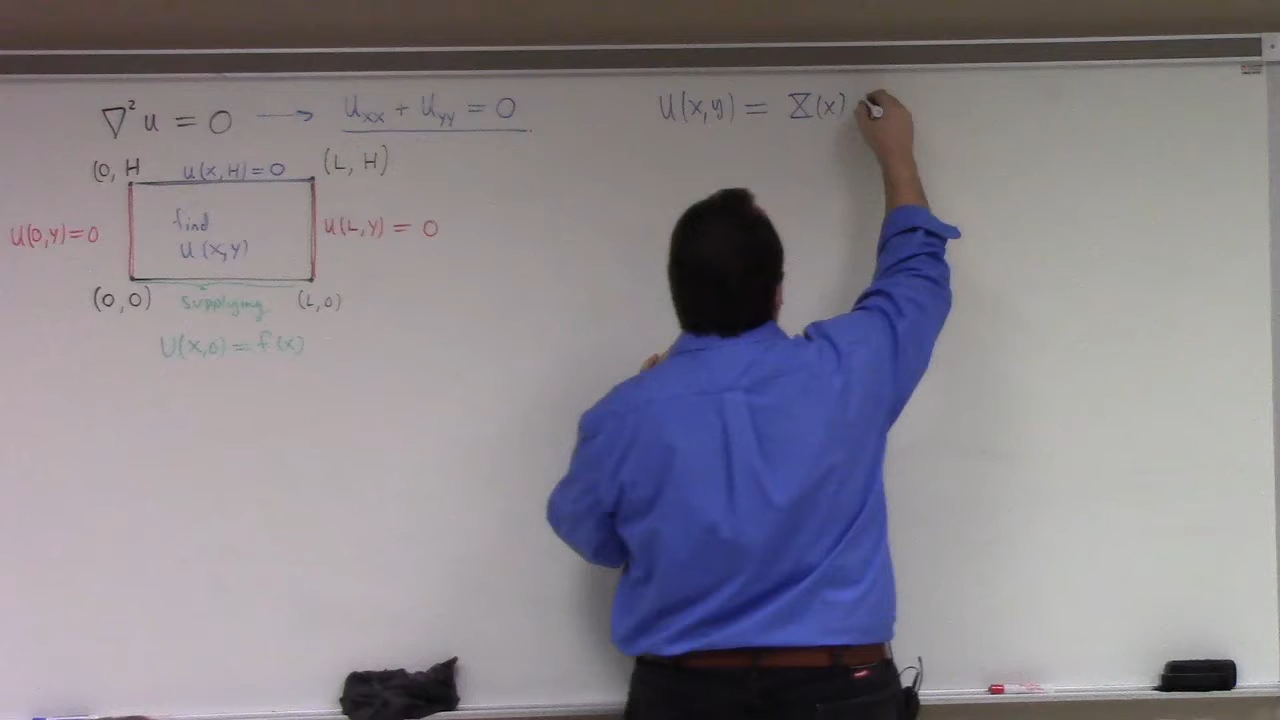 ∇²u = 0 → u_xx + u_yy = 0
(0, H u(x,H)=0 (L, H)
u(0,y)=0 find u(L,y) = 0
u(x,y)
(0,0) supplying (L,0)
u(x,0) = f(x)
u(x,y) = X(x)